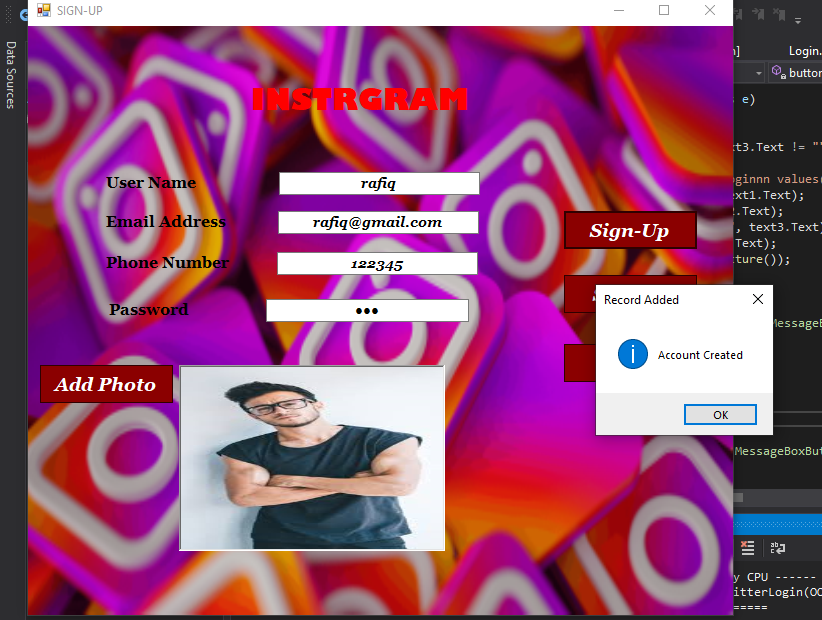 SIGN-UP
Data Sources
Login.
INSTRGRAM
button
e)
xt3.Text != ""
User Name
rafiq
ginnn values(
xt1.Text);
Email Address
rafiq@gmail.com
.Text);
Sign-Up
, text3.Text)
Text);
Phone Number
122345
ture());
Record Added
Password
•••
MessageB
Account Created
Add Photo
OK
MessageBoxBut
y CPU ------
itterLogin(OC
=====